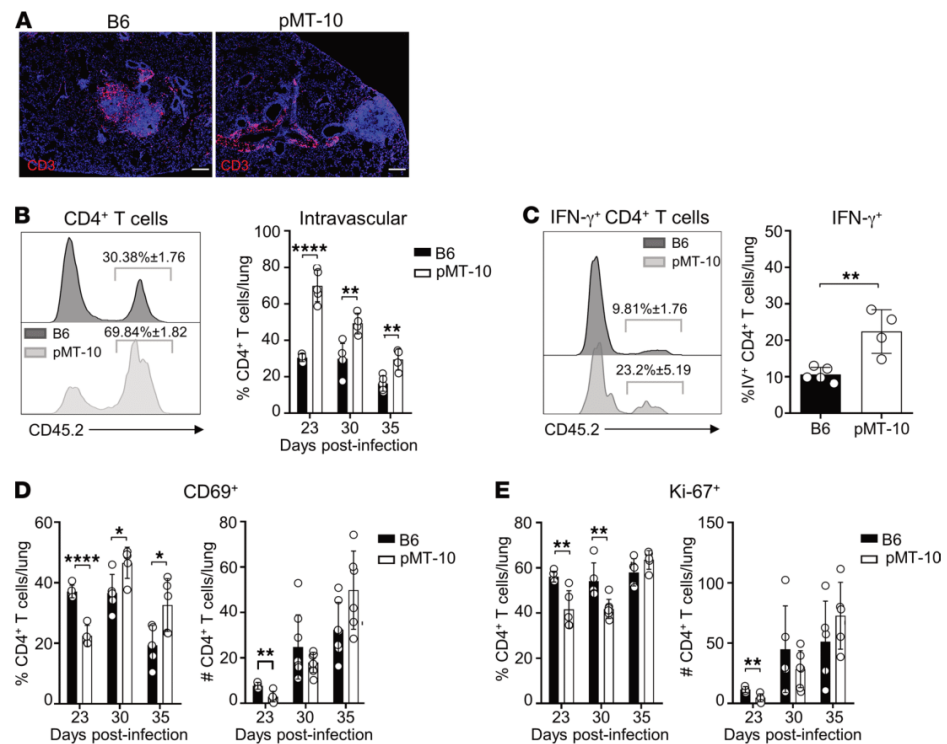 A
B6
pMT-10
CD3
CD3
B
CD4⁺ T cells
30.38%±1.76
B6
69.84%±1.82
pMT-10
CD45.2
Intravascular
% CD4⁺ T cells/lung
100
80
60
40
20
0
****
**
**
B6
pMT-10
23 30 35
Days post-infection
C
IFN-γ⁺ CD4⁺ T cells
B6
pMT-10
9.81%±1.76
23.2%±5.19
CD45.2
IFN-γ⁺
%IV⁺ CD4⁺ T cells/lung
50
40
30
20
10
0
**
B6 pMT-10
D
CD69⁺
% CD4⁺ T cells/lung
60
40
20
0
****
*
*
23 30 35
Days post-infection
# CD4⁺ T cells/lung
80
60
40
20
0
**
B6
pMT-10
23 30 35
Days post-infection
E
Ki-67⁺
% CD4⁺ T cells/lung
80
60
40
20
0
**
**
23 30 35
Days post-infection
# CD4⁺ T cells/lung
150
100
50
0
**
B6
pMT-10
23 30 35
Days post-infection